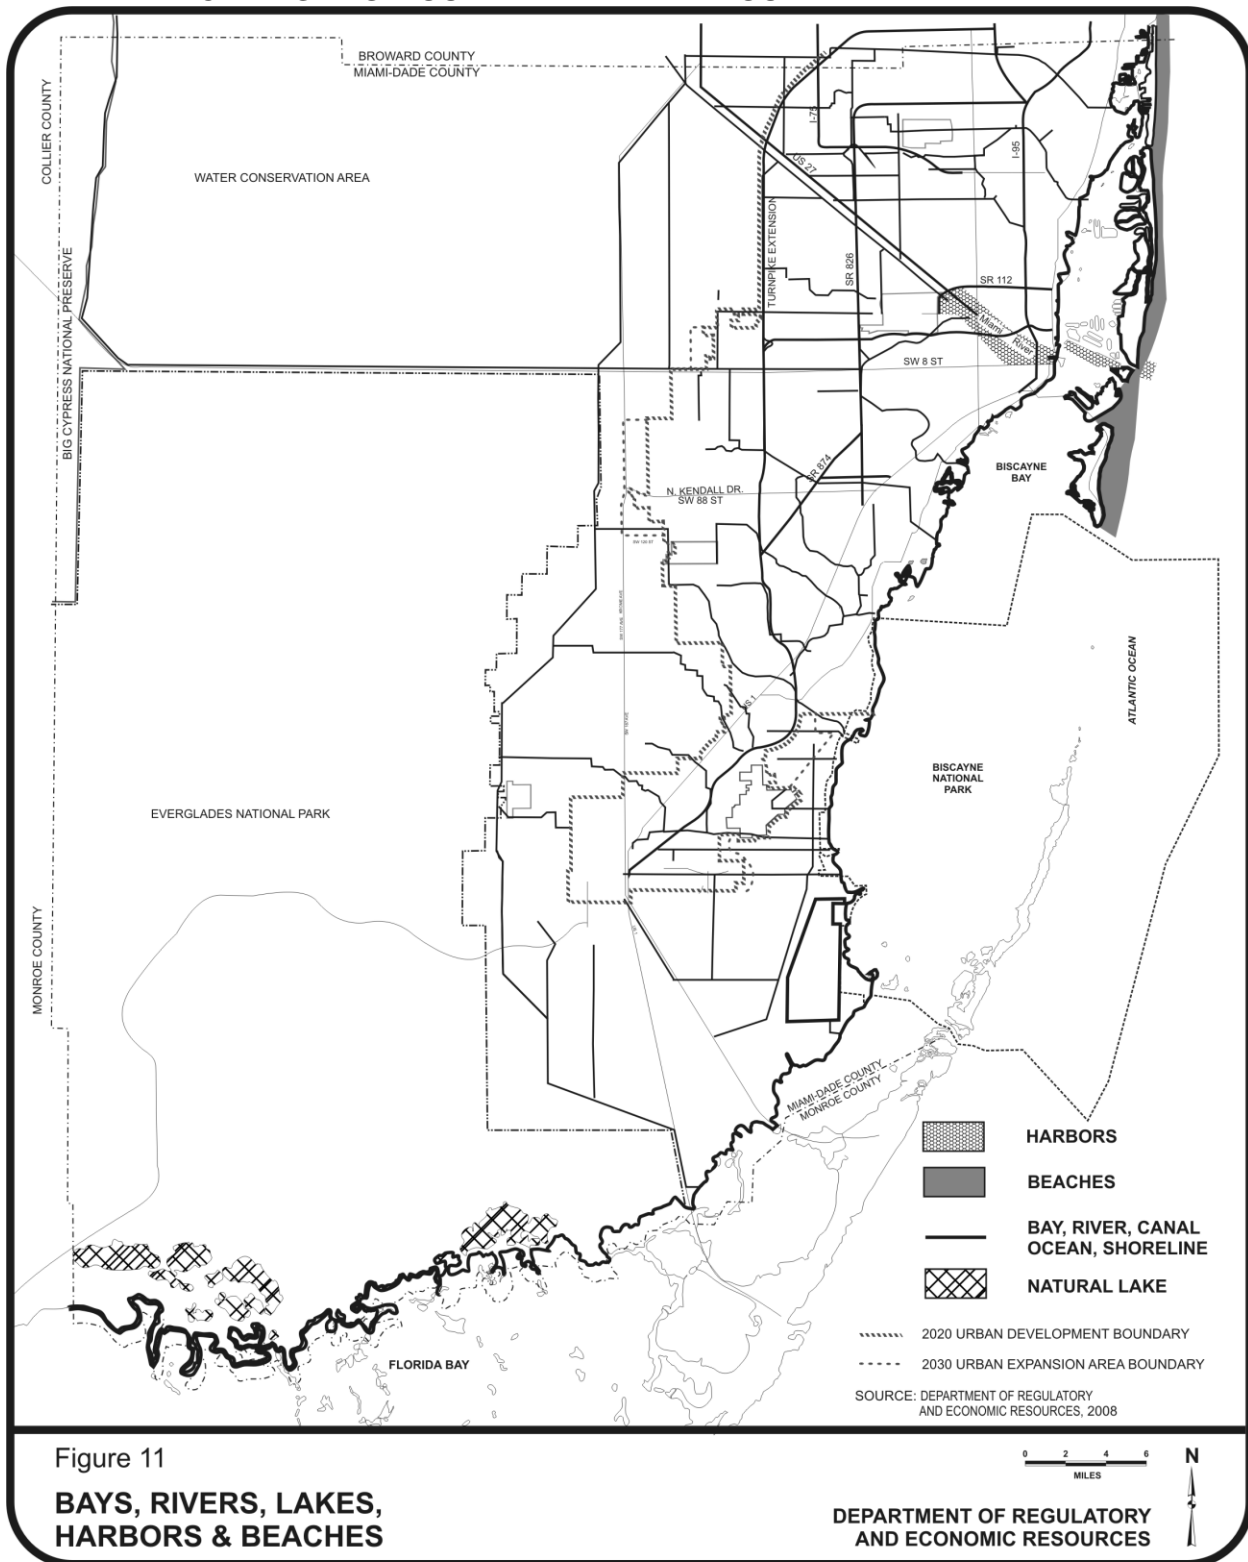 BROWARD COUNTY
MIAMI-DADE COUNTY
COLLIER COUNTY
WATER CONSERVATION AREA
BIG CYPRESS NATIONAL PRESERVE
I-75
I-95
US 27
TURNPIKE EXTENSION
SR 826
SR 112
Miami
River
SW 8 ST
SR 874
N. KENDALL DR.
SW 88 ST
BISCAYNE
BAY
US 1
ATLANTIC OCEAN
BISCAYNE
NATIONAL
PARK
EVERGLADES NATIONAL PARK
MONROE COUNTY
MIAMI-DADE COUNTY
MONROE COUNTY
FLORIDA BAY
HARBORS
BEACHES
BAY, RIVER, CANAL
OCEAN, SHORELINE
NATURAL LAKE
2020 URBAN DEVELOPMENT BOUNDARY
2030 URBAN EXPANSION AREA BOUNDARY
SOURCE: DEPARTMENT OF REGULATORY
AND ECONOMIC RESOURCES, 2008
Figure 11
BAYS, RIVERS, LAKES,
HARBORS & BEACHES
0 2 4 6
MILES
N
DEPARTMENT OF REGULATORY
AND ECONOMIC RESOURCES